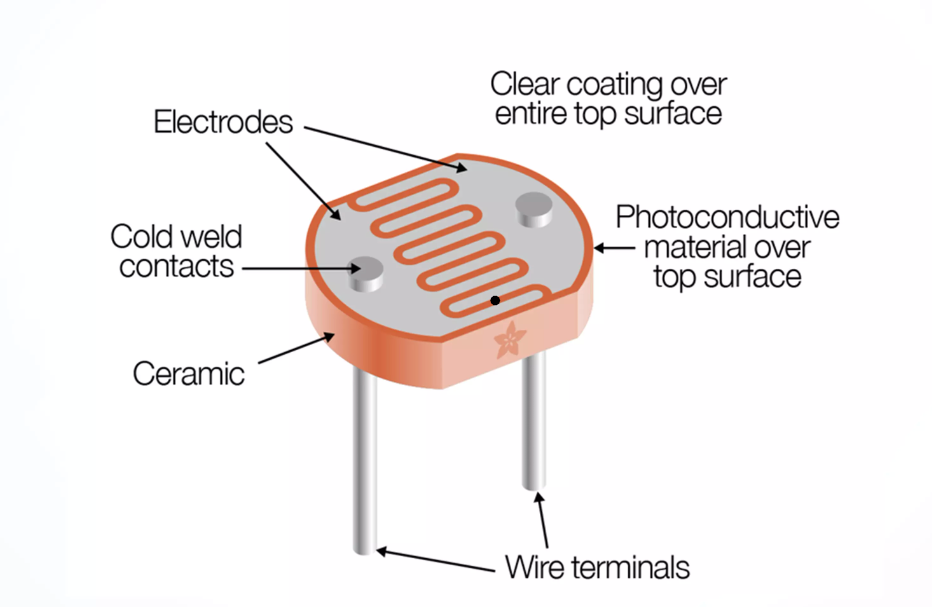 Clear coating over
entire top surface
Electrodes
Photoconductive
material over
top surface
Cold weld
contacts
Ceramic
Wire terminals